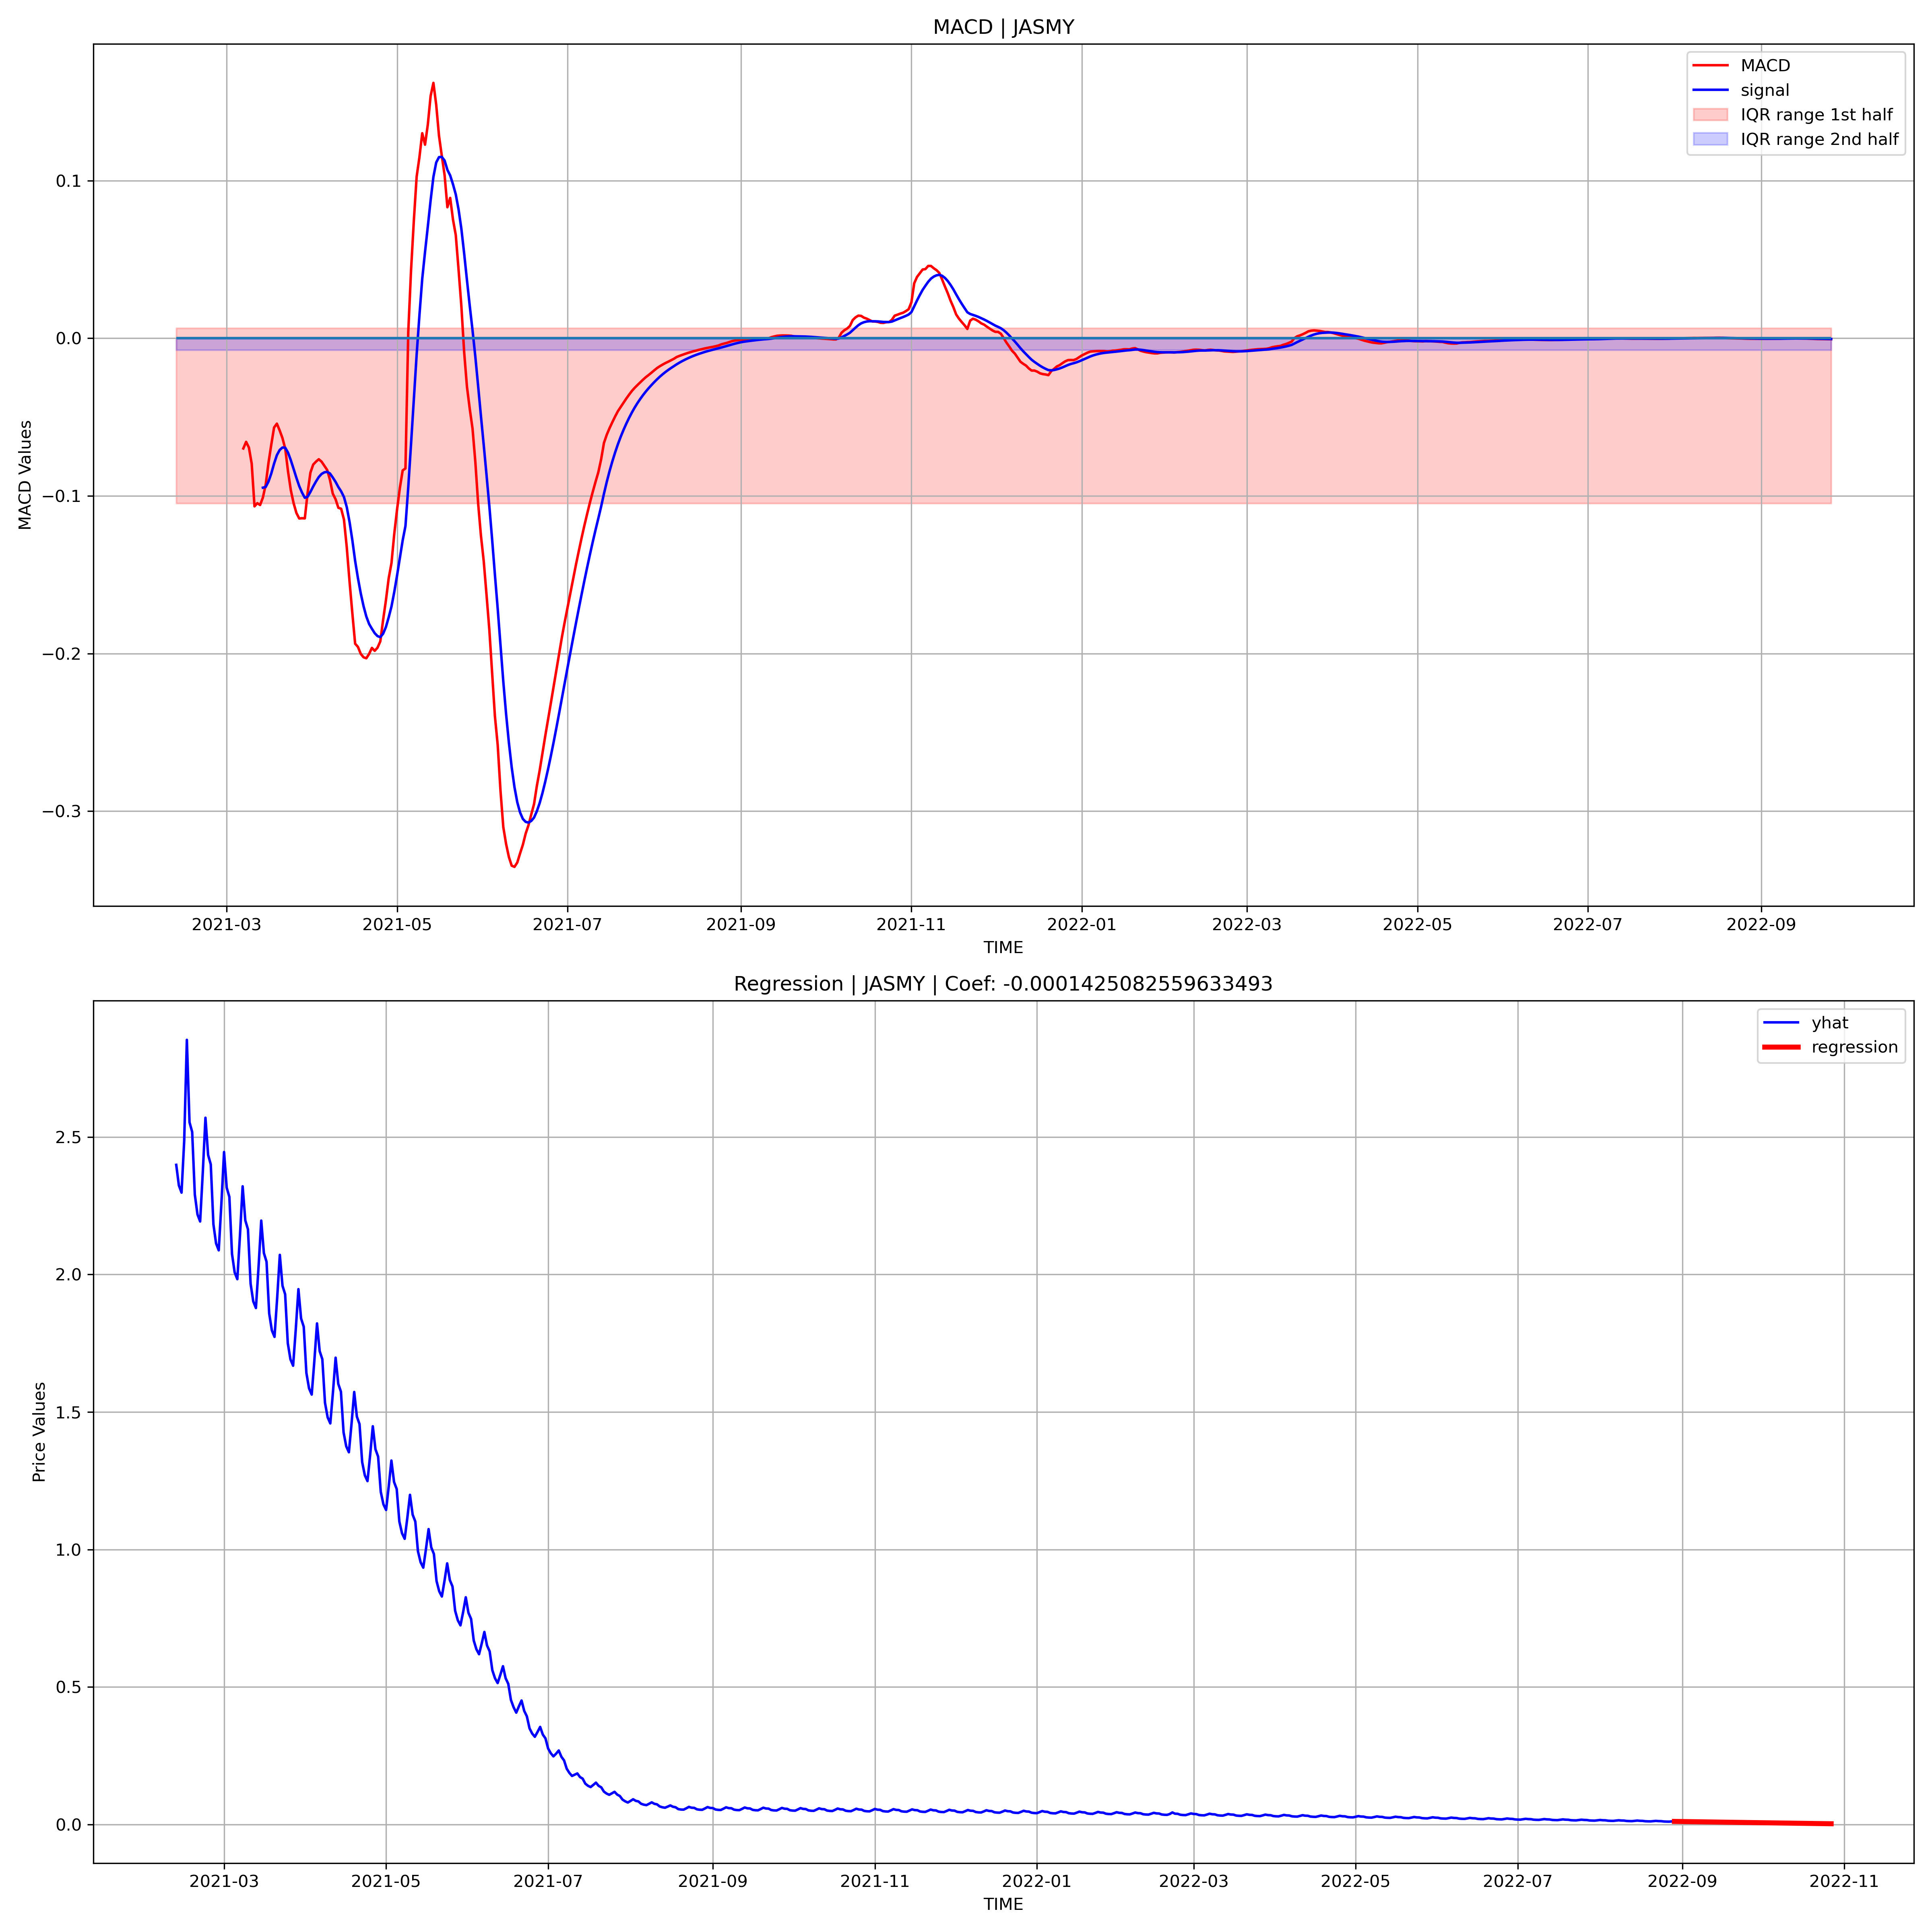 MACD | JASMY
MACD
signal
IQR range 1st half
IQR range 2nd half
0.1
0.0
−0.1
−0.2
−0.3
MACD Values
2021-03 2021-05 2021-07 2021-09 2021-11 2022-01 2022-03 2022-05 2022-07 2022-09
TIME
Regression | JASMY | Coef: -0.0001425082559633493
yhat
regression
2.5
2.0
1.5
1.0
0.5
0.0
Price Values
2021-03 2021-05 2021-07 2021-09 2021-11 2022-01 2022-03 2022-05 2022-07 2022-09 2022-11
TIME